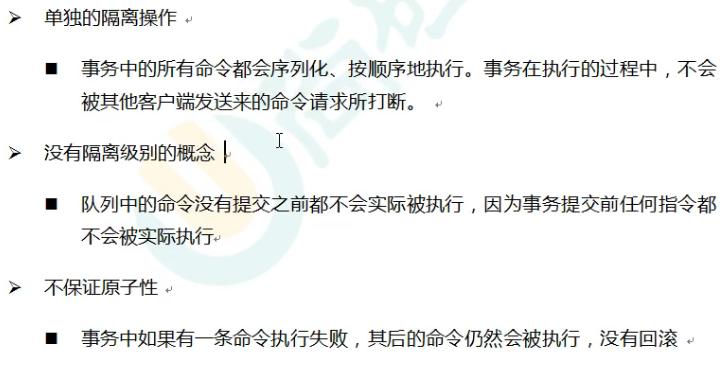 单独的隔离操作
事务中的所有命令都会序列化、按顺序地执行。事务在执行的过程中，不会
被其他客户端发送来的命令请求所打断。
没有隔离级别的概念
队列中的命令没有提交之前都不会实际被执行，因为事务提交前任何指令都
不会被实际执行
不保证原子性
事务中如果有一条命令执行失败，其后的命令仍然会被执行，没有回滚